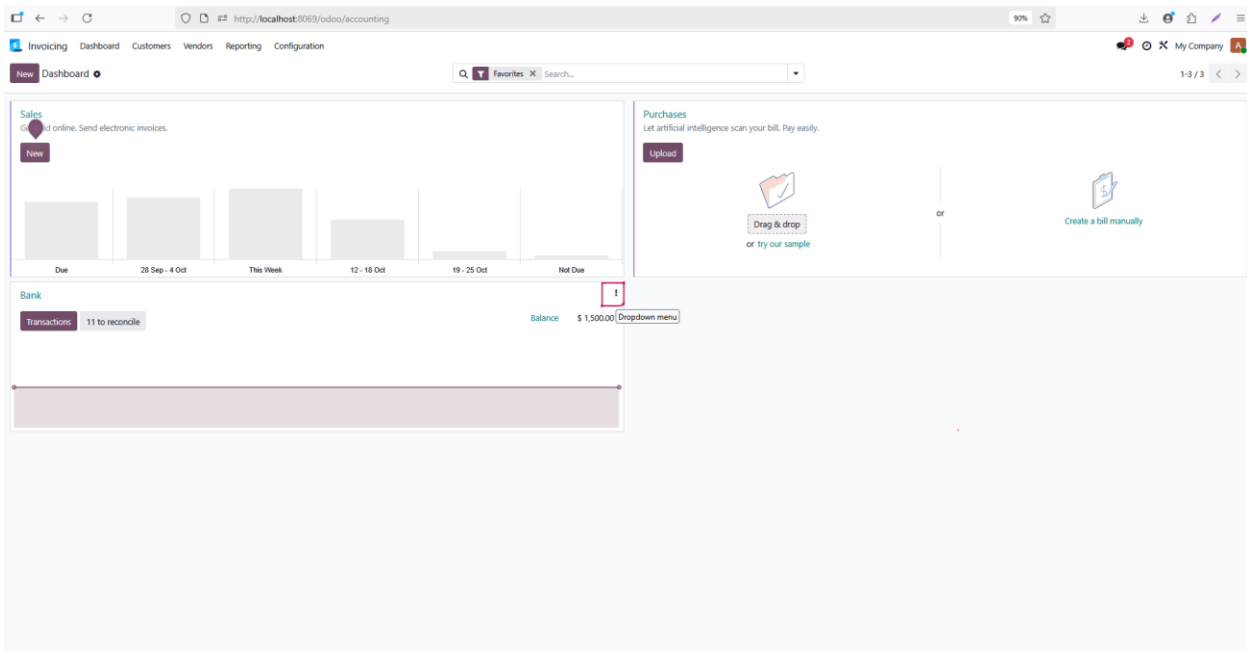 http://localhost:8069/odoo/accounting
90%
Invoicing Dashboard Customers Vendors Reporting Configuration
2
My Company
A
New Dashboard
Favorites X Search...
1-3 / 3
Sales
id online. Send electronic invoices.
New
Due 28 Sep - 4 Oct This Week 12 - 18 Oct 19 - 25 Oct Not Due
Purchases
Let artificial intelligence scan your bill. Pay easily.
Upload
Drag & drop
or try our sample
or
$
Create a bill manually
Bank
Transactions 11 to reconcile
Balance $ 1,500.00
Dropdown menu